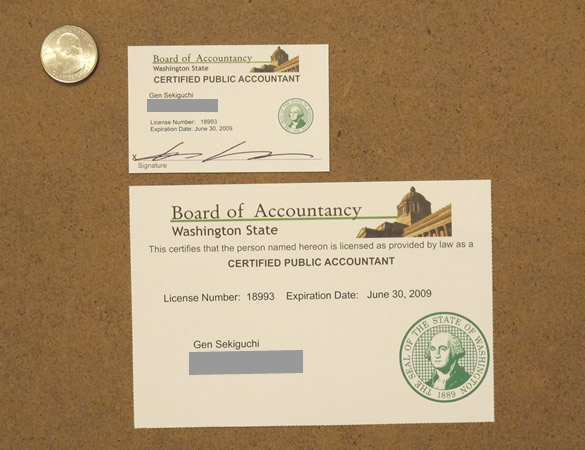 Board of Accountancy
Washington State
CERTIFIED PUBLIC ACCOUNTANT
Gen Sekiguchi
License Number: 18993
Expiration Date: June 30, 2009
X
Signature
Board of Accountancy
Washington State
This certifies that the person named hereon is licensed as provided by law as a
CERTIFIED PUBLIC ACCOUNTANT
License Number: 18993 Expiration Date: June 30, 2009
Gen Sekiguchi
THE SEAL OF THE STATE OF WASHINGTON
1889